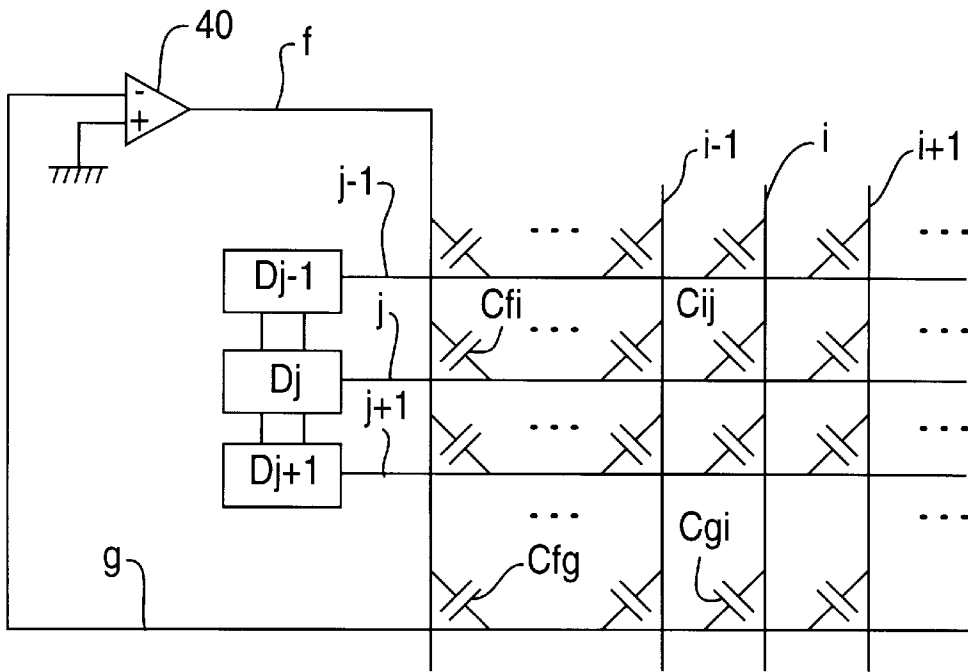 40
f
-
+
i-1
i
i+1
j-1
...
...
Dj-1
Cfi
j
Cij
...
...
Dj
j+1
...
...
Dj+1
...
...
g
Cfg
Cgi